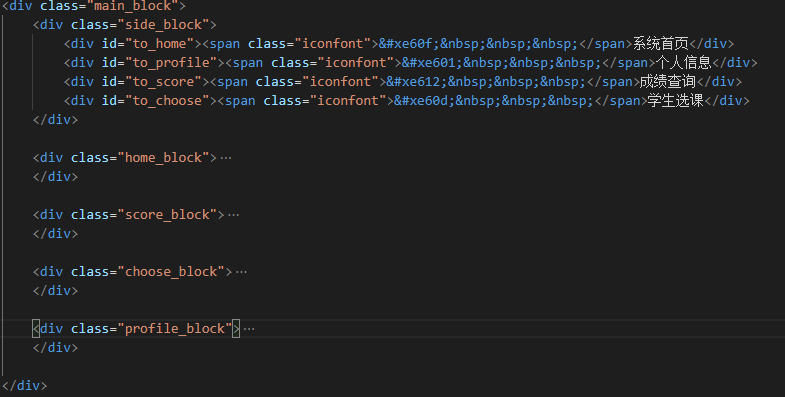 <div class="main_block">
<div class="side_block">
<div id="to_home"><span class="iconfont">&#xe60f;&nbsp;&nbsp;&nbsp;</span>系统首页</div>
<div id="to_profile"><span class="iconfont">&#xe601;&nbsp;&nbsp;&nbsp;</span>个人信息</div>
<div id="to_score"><span class="iconfont">&#xe612;&nbsp;&nbsp;&nbsp;</span>成绩查询</div>
<div id="to_choose"><span class="iconfont">&#xe60d;&nbsp;&nbsp;&nbsp;</span>学生选课</div>
</div>
<div class="home_block">…
</div>
<div class="score_block">…
</div>
<div class="choose_block">…
</div>
<div class="profile_block">…
</div>
</div>